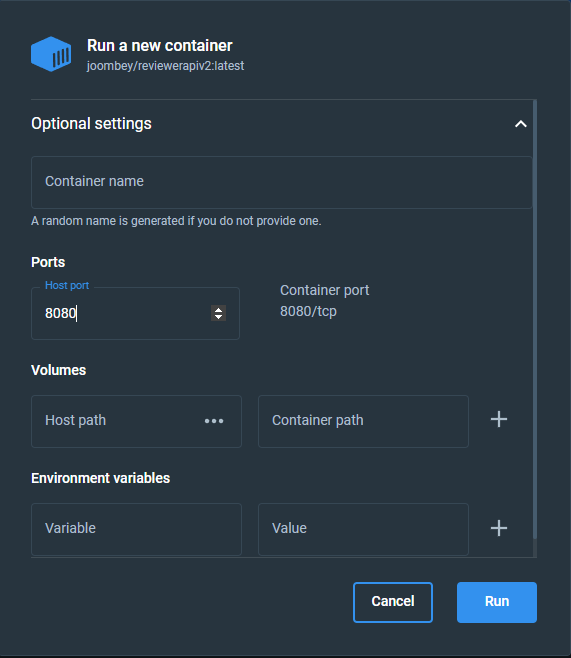 Run a new container
joombey/reviewerapiv2:latest
Optional settings
Container name
A random name is generated if you do not provide one.
Ports
Host port
8080
Container port
8080/tcp
Volumes
Host path
Container path
Environment variables
Variable
Value
Cancel
Run